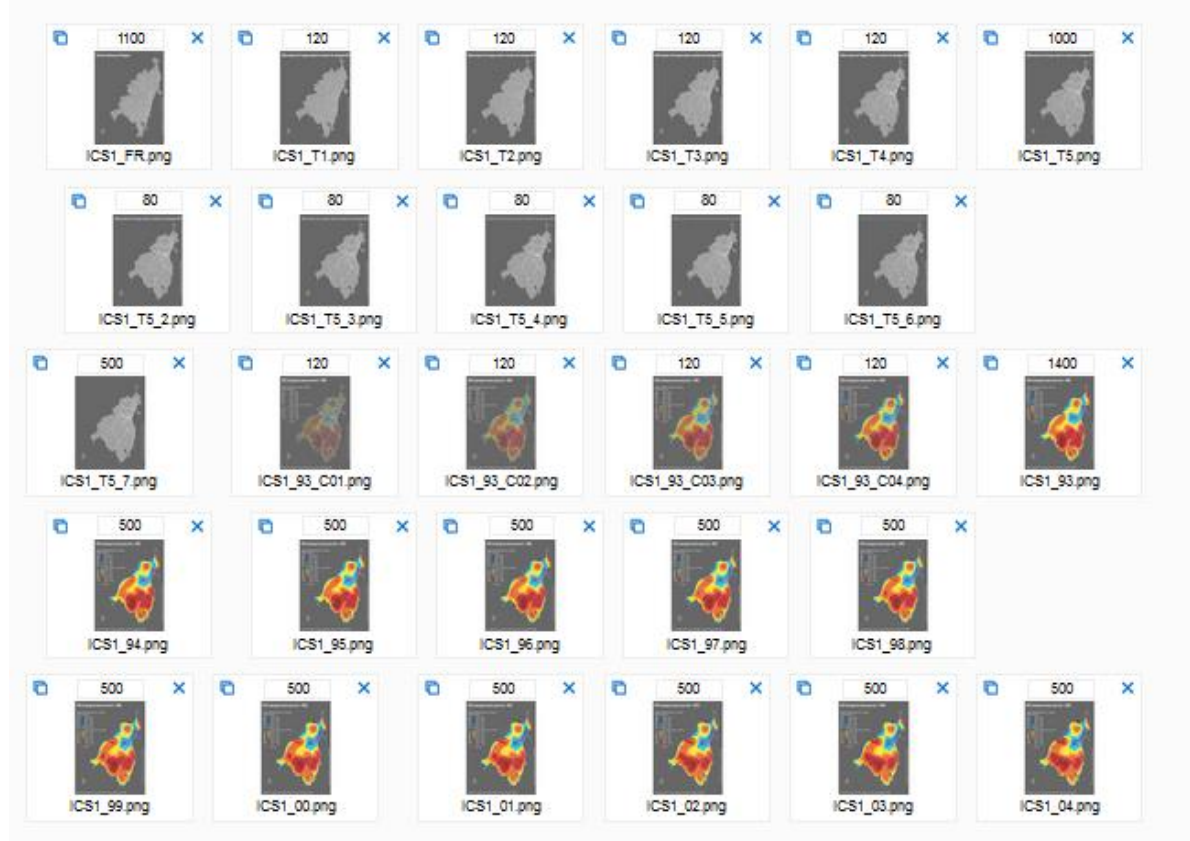 1100 120 120 120 120 1000
ICS1_FR.png ICS1_T1.png ICS1_T2.png ICS1_T3.png ICS1_T4.png ICS1_T5.png
80 80 80 80 80
ICS1_T5_2.png ICS1_T5_3.png ICS1_T5_4.png ICS1_T5_5.png ICS1_T5_6.png
500 120 120 120 120 1400
ICS1_T5_7.png ICS1_93_C01.png ICS1_93_C02.png ICS1_93_C03.png ICS1_93_C04.png ICS1_93.png
500 500 500 500 500
ICS1_94.png ICS1_95.png ICS1_96.png ICS1_97.png ICS1_98.png
500 500 500 500 500 500
ICS1_99.png ICS1_00.png ICS1_01.png ICS1_02.png ICS1_03.png ICS1_04.png